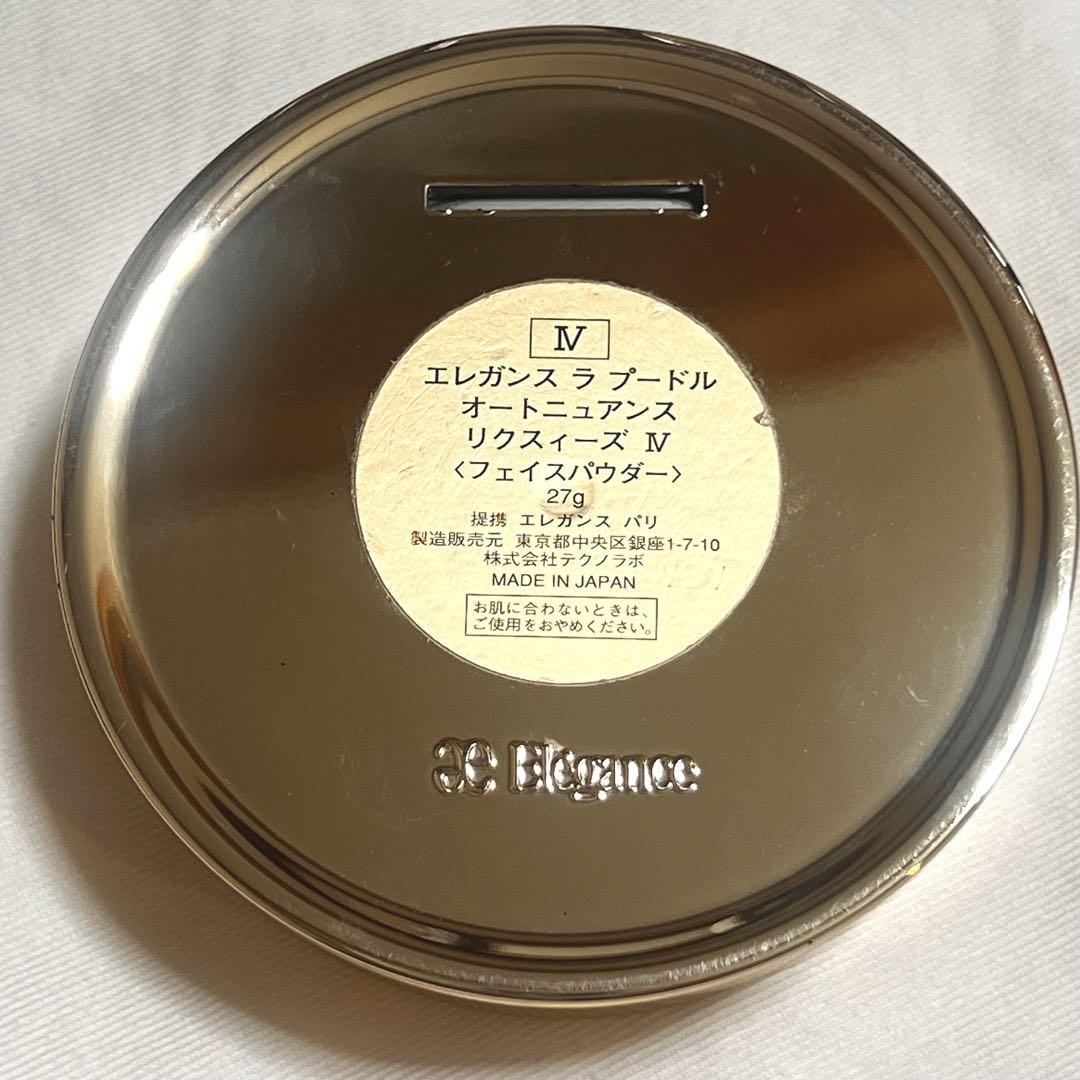 Ⅳ
エレガンス ラ プードル
オートニュアンス
リクスィーズ Ⅳ
〈フェイスパウダー〉
27g
提携 エレガンス パリ
製造販売元 東京都中央区銀座1-7-10
株式会社テクノラボ
MADE IN JAPAN
お肌に合わないときは、
ご使用をおやめください。
Æ Elégance